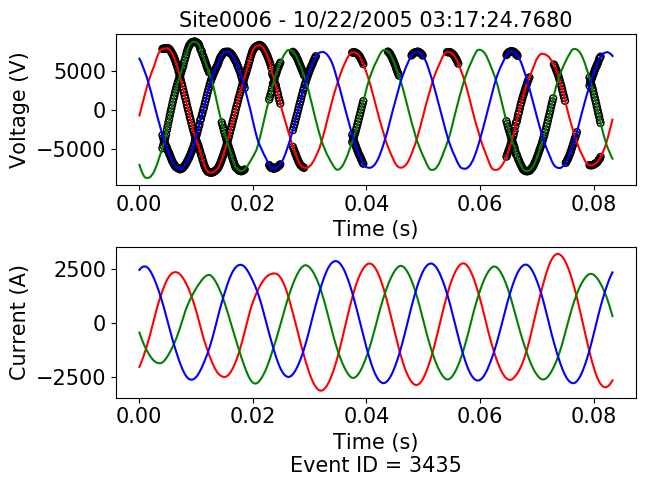 Site0006 - 10/22/2005 03:17:24.7680
Voltage (V)
5000
0
−5000
0.00 0.02 0.04 0.06 0.08
Time (s)
Current (A)
2500
0
−2500
0.00 0.02 0.04 0.06 0.08
Time (s)
Event ID = 3435